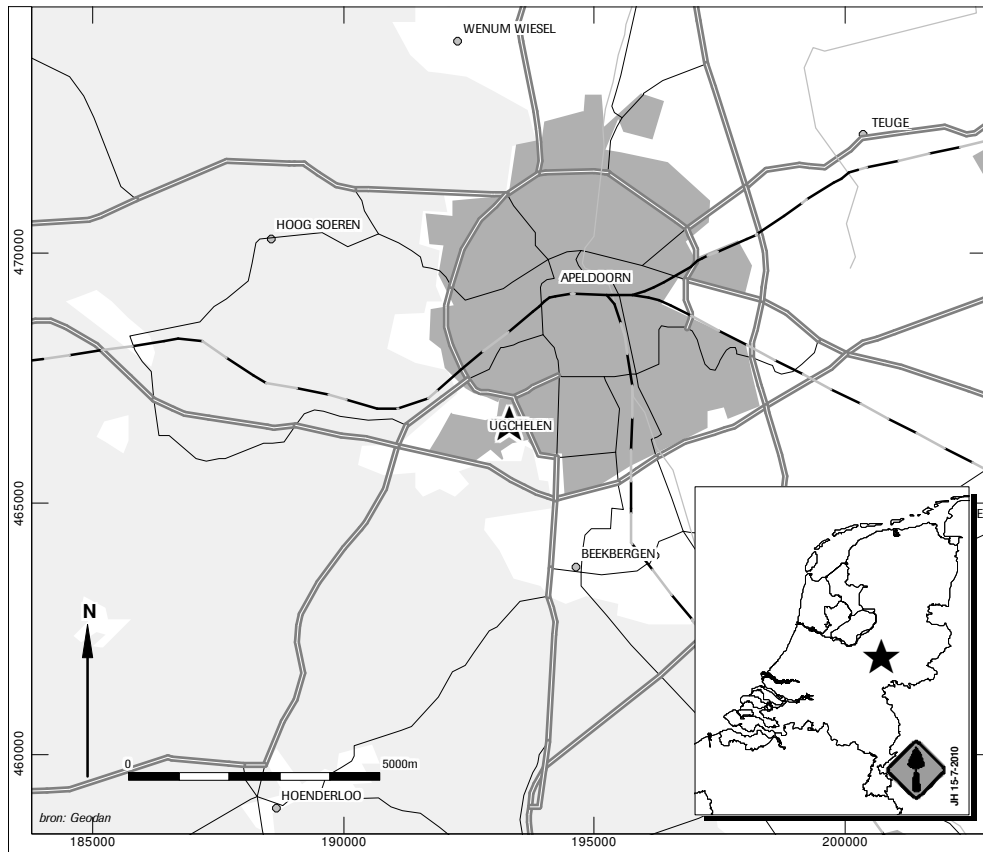 WENUM WIESEL
TEUGE
HOOG SOEREN
470000
APELDOORN
UGCHELEN
465000
BEEKBERGEN
N
460000
0
5000m
HOENDERLOO
bron: Geodan
JH 15-7-2010
E
185000
190000
195000
200000